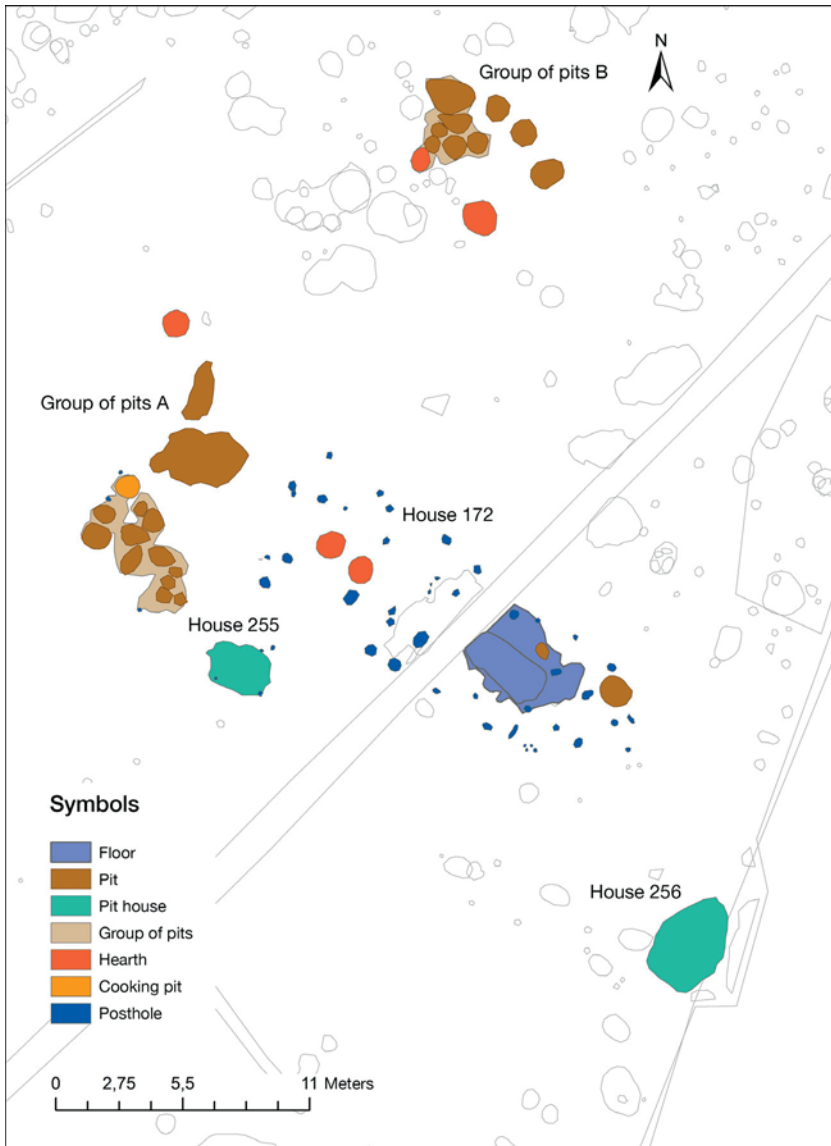 Group of pits B
N
Group of pits A
House 172
House 255
House 256
Symbols
Floor
Pit
Pit house
Group of pits
Hearth
Cooking pit
Posthole
0 2,75 5,5 11 Meters